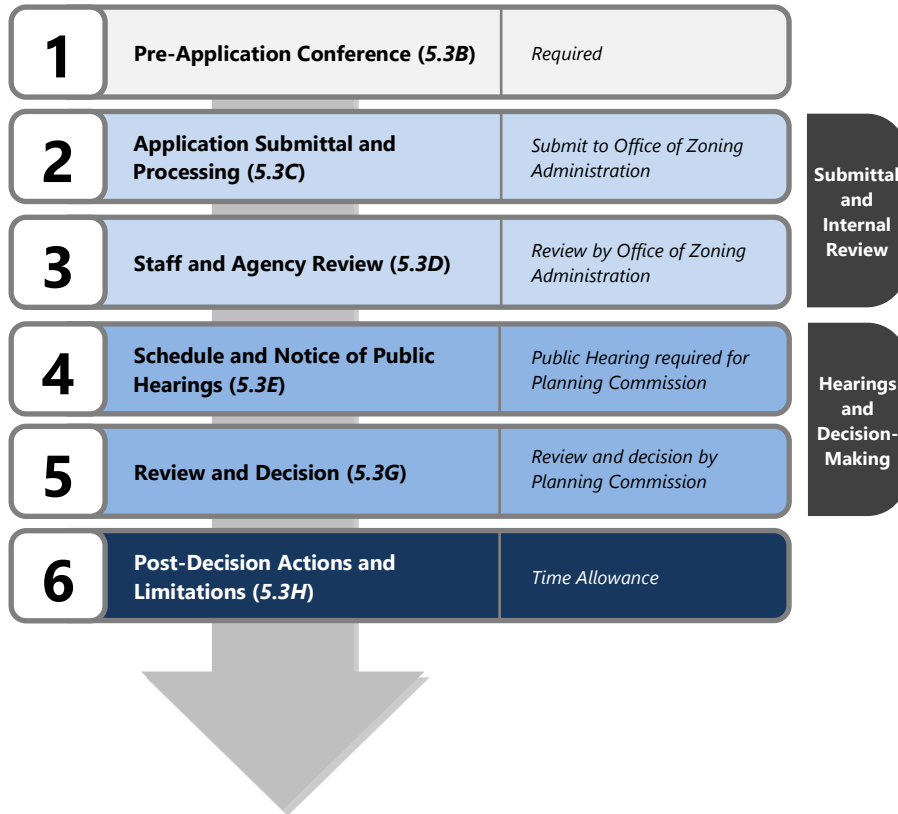 1
Pre-Application Conference (5.3B)
Required
2
Application Submittal and
Processing (5.3C)
Submit to Office of Zoning
Administration
3
Staff and Agency Review (5.3D)
Review by Office of Zoning
Administration
Submittal
and
Internal
Review
4
Schedule and Notice of Public
Hearings (5.3E)
Public Hearing required for
Planning Commission
5
Review and Decision (5.3G)
Review and decision by
Planning Commission
Hearings
and
Decision-
Making
6
Post-Decision Actions and
Limitations (5.3H)
Time Allowance